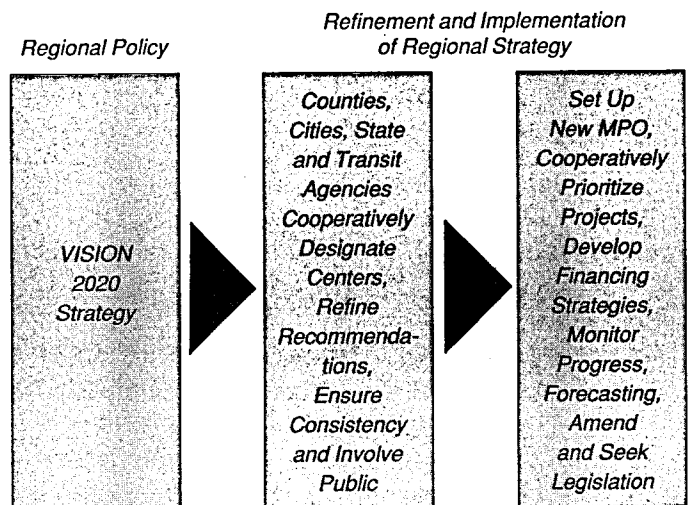 Regional Policy
Refinement and Implementation
of Regional Strategy
VISION
2020
Strategy
Counties,
Cities, State
and Transit
Agencies
Cooperatively
Designate
Centers,
Refine
Recommenda-
tions,
Ensure
Consistency
and Involve
Public
Set Up
New MPO,
Cooperatively
Prioritize
Projects,
Develop
Financing
Strategies,
Monitor
Progress,
Forecasting,
Amend
and Seek
Legislation